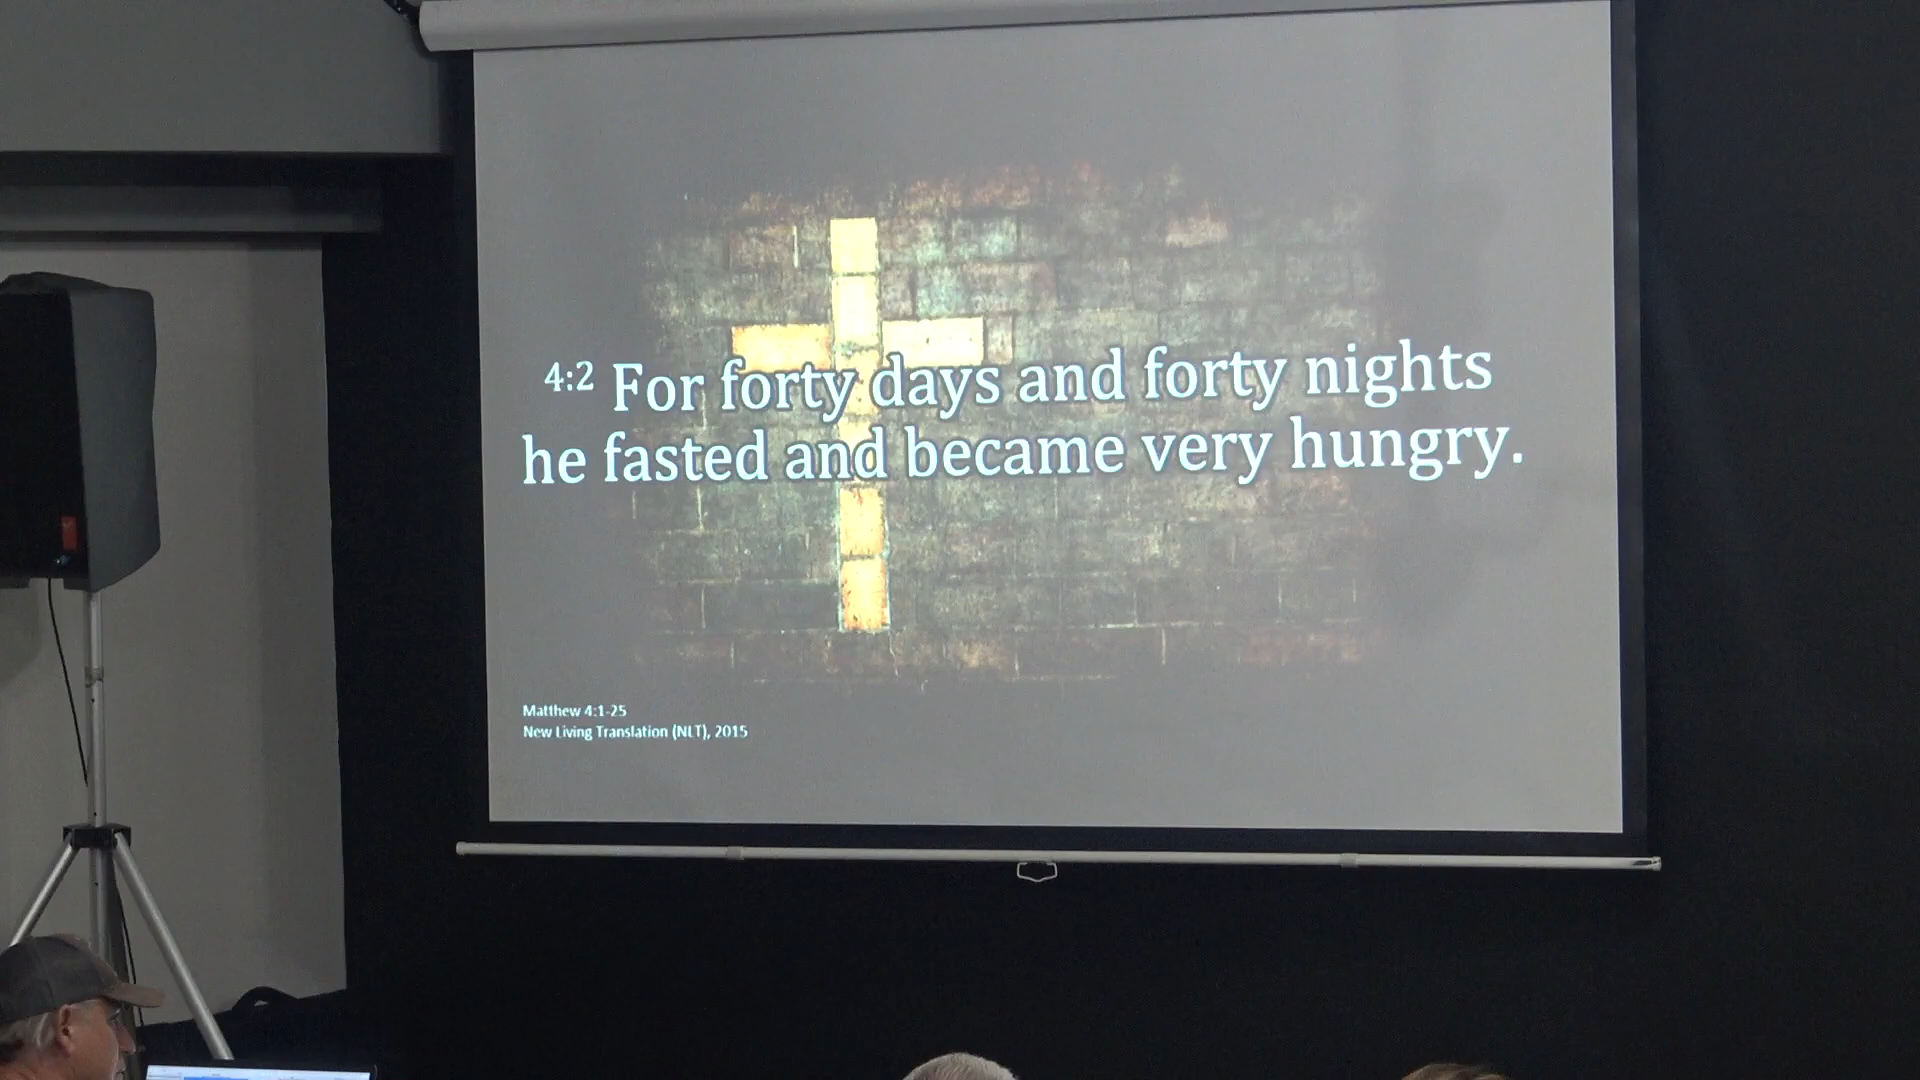 4:2 For forty days and forty nights
he fasted and became very hungry.
Matthew 4:1-25
New Living Translation (NLT), 2015